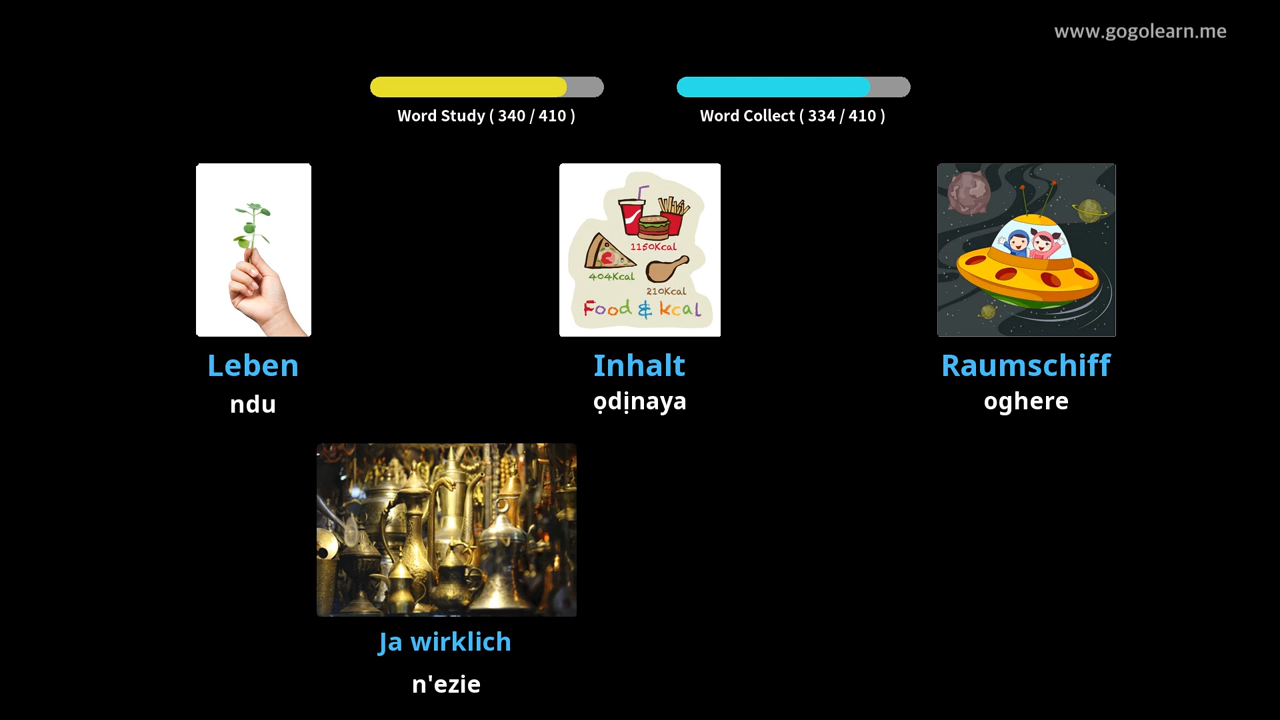 www.gogolearn.me
Word Study ( 340 / 410 )
Word Collect ( 334 / 410 )
1150Kcal
404Kcal
210Kcal
Food & kcal
Leben
Inhalt
Raumschiff
ndu
ọdịnaya
oghere
Ja wirklich
n'ezie